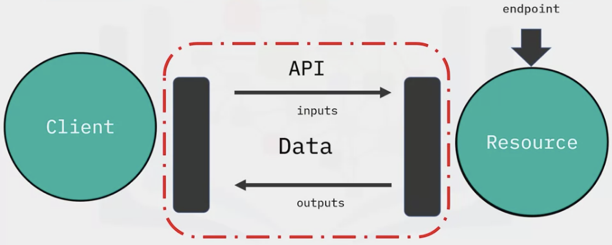 endpoint
API
inputs
Client
Data
Resource
outputs